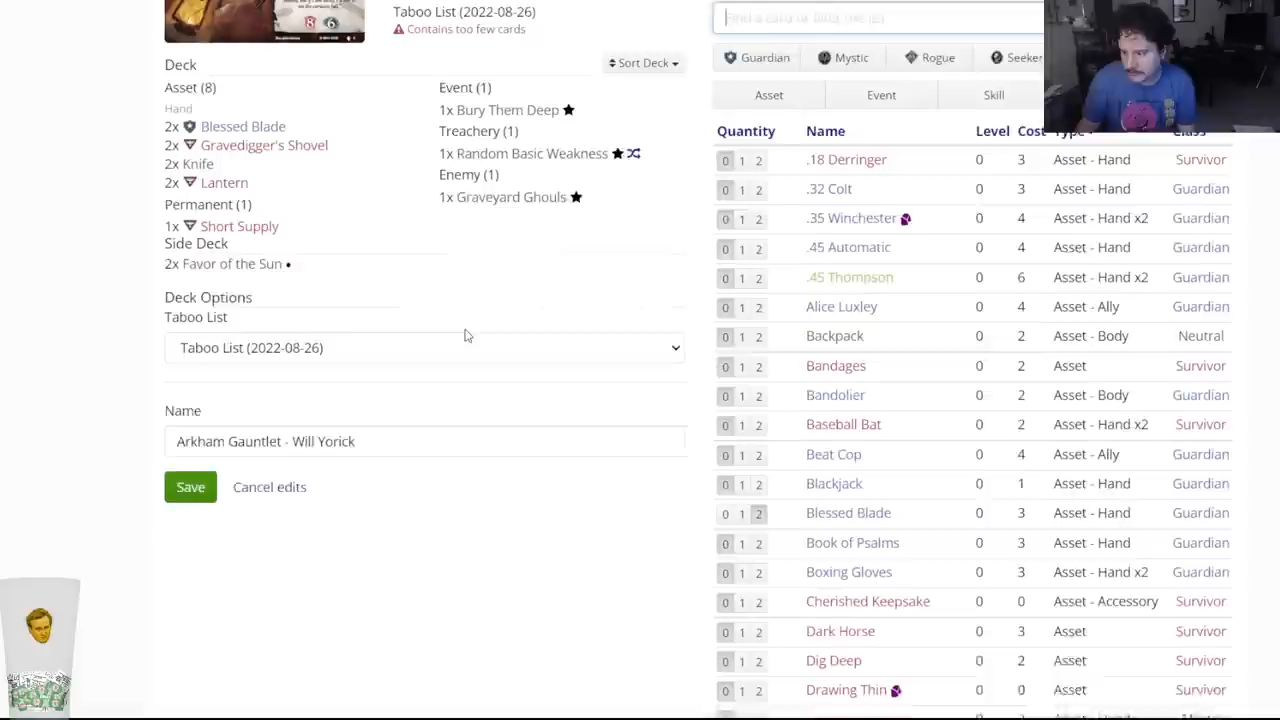 Taboo List (2022-08-26)
Contains too few cards
8 6
Deck
Sort Deck
Asset (8)
Hand
2x Blessed Blade
2x Gravedigger's Shovel
2x Knife
2x Lantern
Permanent (1)
1x Short Supply
Side Deck
2x Favor of the Sun •
Event (1)
1x Bury Them Deep ★
Treachery (1)
1x Random Basic Weakness ★
Enemy (1)
1x Graveyard Ghouls ★
Deck Options
Taboo List
Taboo List (2022-08-26)
Name
Arkham Gauntlet - Will Yorick
Save Cancel edits
Guardian Mystic Rogue Seeker
Asset Event Skill
Quantity Name Level Cost
0 1 2 .18 Derringer 0 3 Asset - Hand Survivor
0 1 2 .32 Colt 0 3 Asset - Hand Guardian
0 1 2 .35 Winchester 0 4 Asset - Hand x2 Guardian
0 1 2 .45 Automatic 0 4 Asset - Hand Guardian
0 1 2 .45 Thompson 0 6 Asset - Hand x2 Guardian
0 1 2 Alice Luxley 0 4 Asset - Ally Guardian
0 1 2 Backpack 0 2 Asset - Body Neutral
0 1 2 Bandages 0 2 Asset Survivor
0 1 2 Bandolier 0 2 Asset - Body Guardian
0 1 2 Baseball Bat 0 2 Asset - Hand x2 Survivor
0 1 2 Beat Cop 0 4 Asset - Ally Guardian
0 1 2 Blackjack 0 1 Asset - Hand Guardian
0 1 2 Blessed Blade 0 3 Asset - Hand Guardian
0 1 2 Book of Psalms 0 3 Asset - Hand Guardian
0 1 2 Boxing Gloves 0 3 Asset - Hand x2 Guardian
0 1 2 Cherished Keepsake 0 0 Asset - Accessory Survivor
0 1 2 Dark Horse 0 3 Asset Survivor
0 1 2 Dig Deep 0 2 Asset Survivor
0 1 2 Drawing Thin 0 0 Asset Survivor